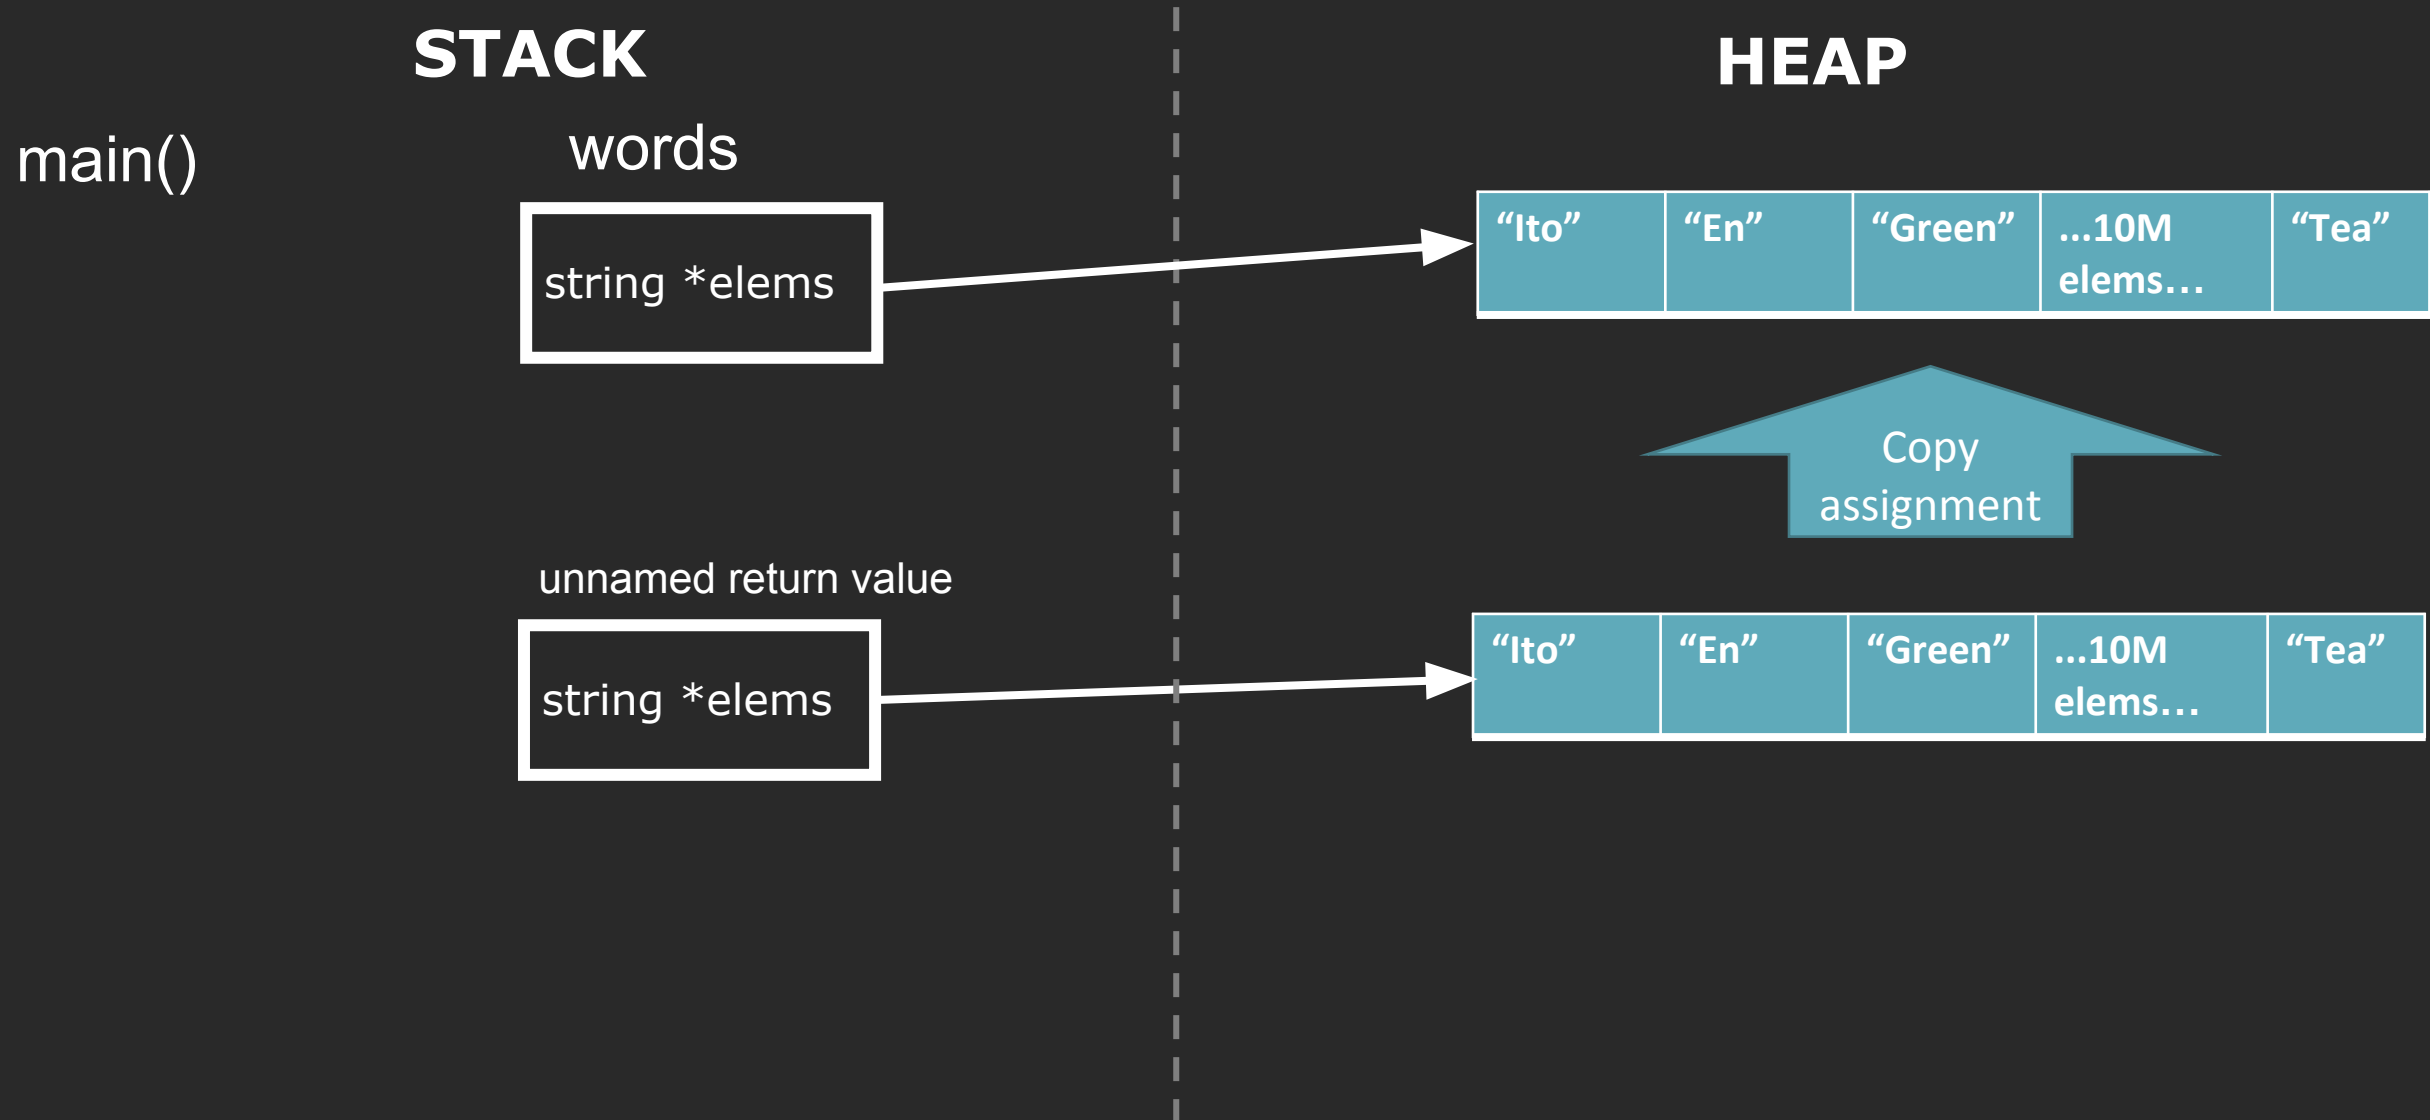 STACK
HEAP
main()
words
string *elems
“Ito” “En” “Green” ...10M “Tea”
elems...
Copy
assignment
unnamed return value
string *elems
“Ito” “En” “Green” ...10M “Tea”
elems...